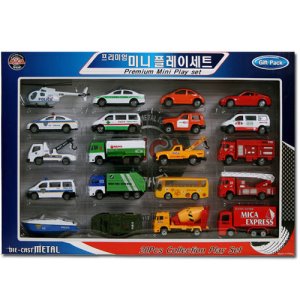 프리미엄 미니 플레이세트
Premium Mini Play set
Gift Pack
MICA
EXPRESS
DIE-CAST METAL
20Pcs Collection Play Set